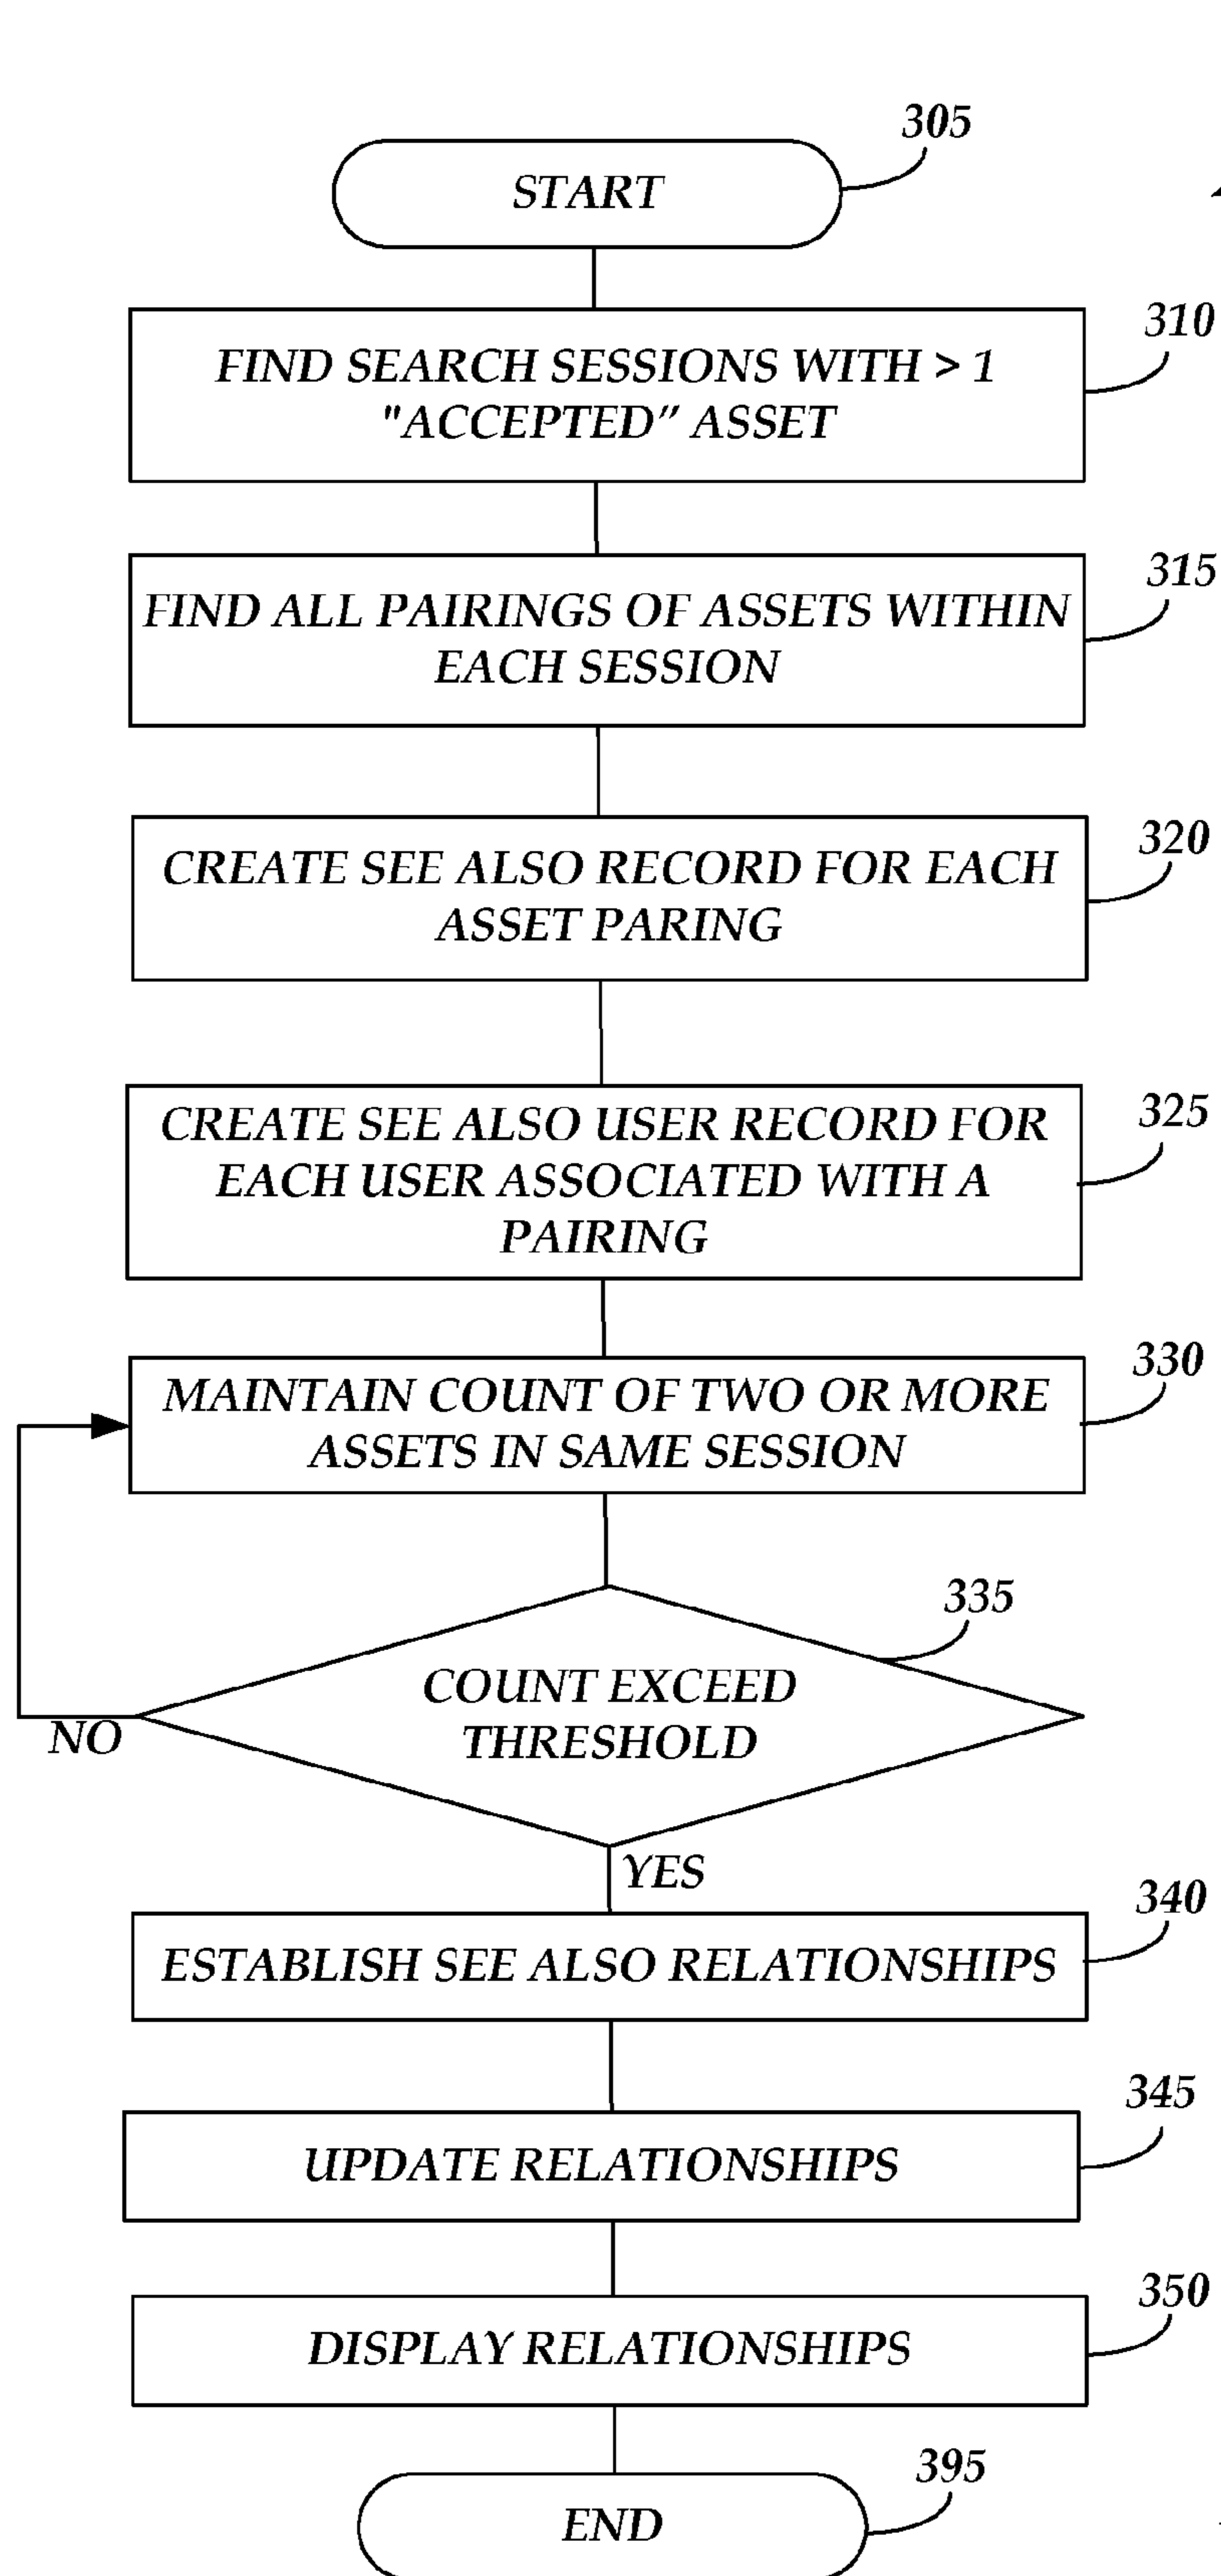 305
START
310
FIND SEARCH SESSIONS WITH > 1
"ACCEPTED" ASSET
315
FIND ALL PAIRINGS OF ASSETS WITHIN
EACH SESSION
320
CREATE SEE ALSO RECORD FOR EACH
ASSET PARING
325
CREATE SEE ALSO USER RECORD FOR
EACH USER ASSOCIATED WITH A
PAIRING
330
MAINTAIN COUNT OF TWO OR MORE
ASSETS IN SAME SESSION
335
COUNT EXCEED
THRESHOLD
NO
YES
340
ESTABLISH SEE ALSO RELATIONSHIPS
345
UPDATE RELATIONSHIPS
350
DISPLAY RELATIONSHIPS
395
END